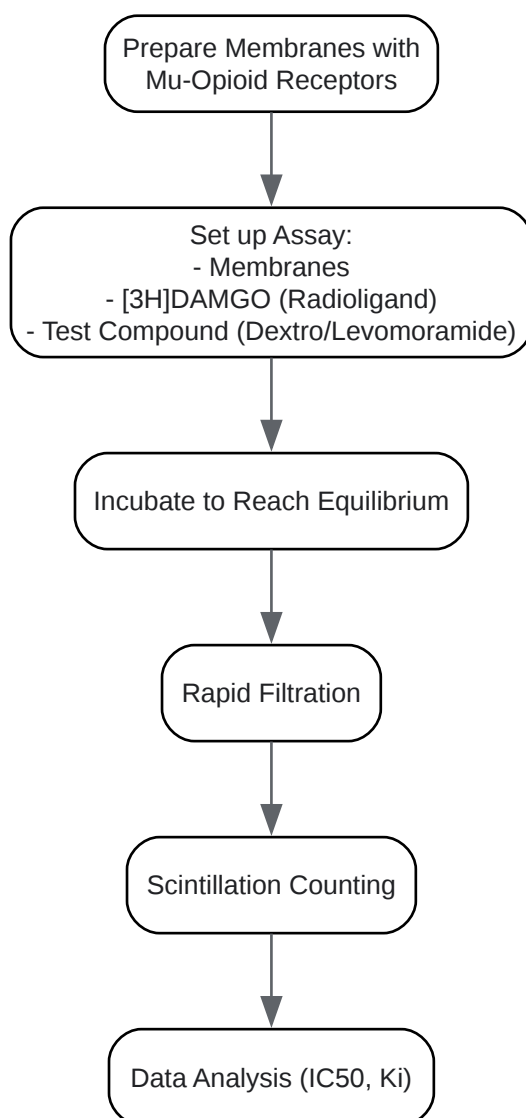 Prepare Membranes with
Mu-Opioid Receptors
Set up Assay:
- Membranes
- [3H]DAMGO (Radioligand)
- Test Compound (Dextro/Levomoramide)
Incubate to Reach Equilibrium
Rapid Filtration
Scintillation Counting
Data Analysis (IC50, Ki)